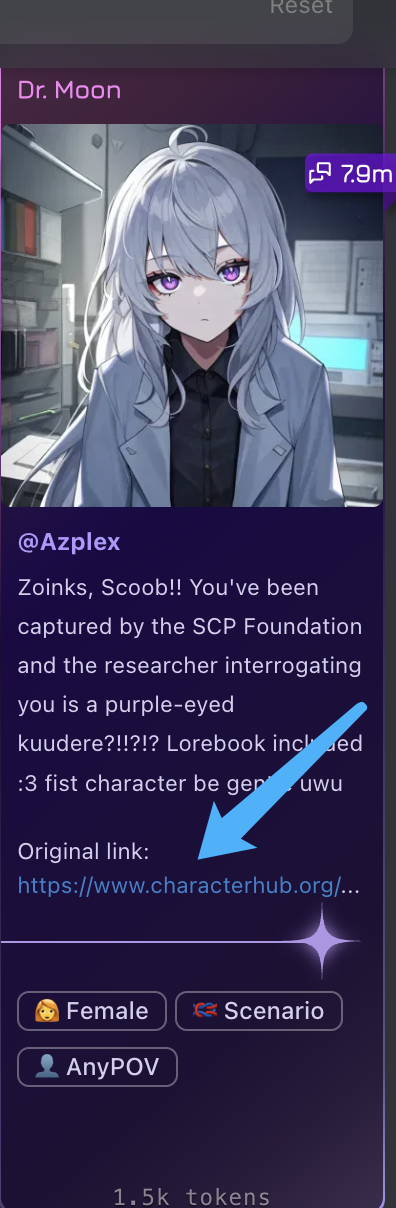 Reset
Dr. Moon
7.9m
@Azplex
Zoinks, Scoob!! You've been
captured by the SCP Foundation
and the researcher interrogating
you is a purple-eyed
kuudere?!!?!? Lorebook included
:3 fist character be gentle uwu
Original link:
https://www.characterhub.org/...
Female
Scenario
AnyPOV
1.5k tokens